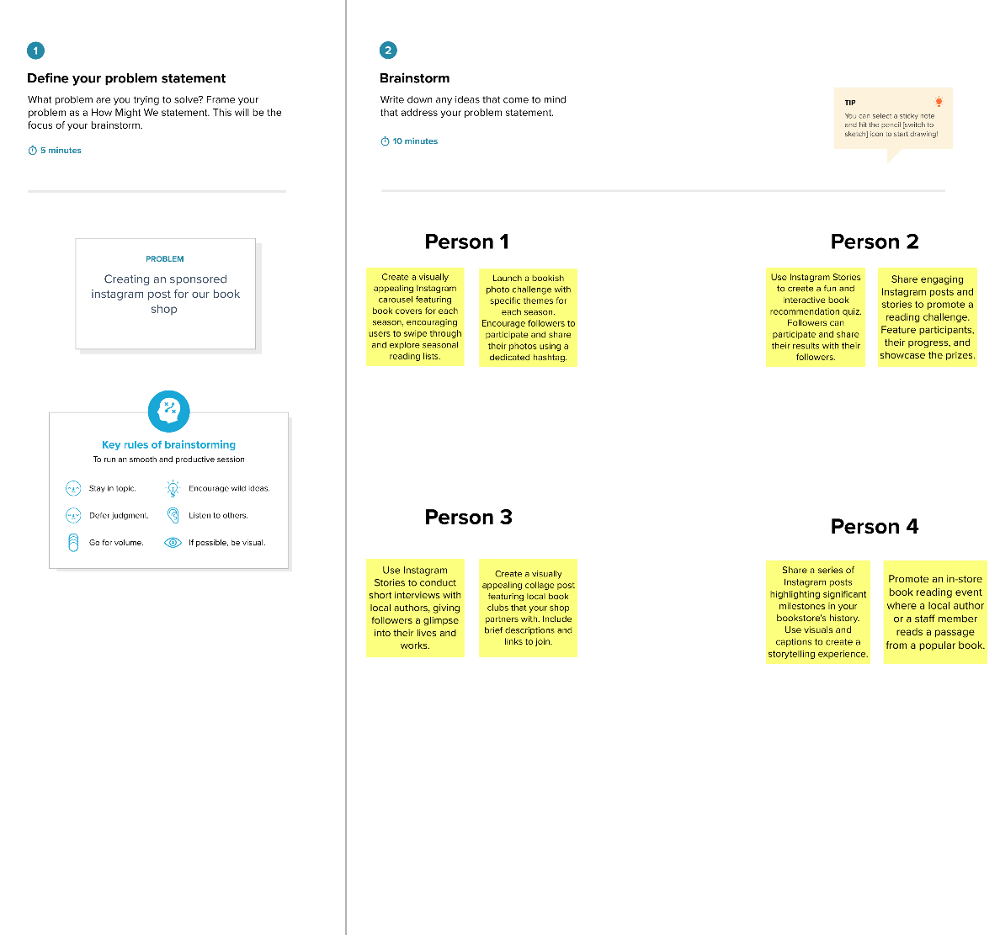 1
Define your problem statement
What problem are you trying to solve? Frame your
problem as a How Might We statement. This will be the
focus of your brainstorm.
5 minutes
PROBLEM
Creating an sponsored
instagram post for our book
shop
Key rules of brainstorming
To run an smooth and productive session
Stay in topic.
Encourage wild ideas.
Defer judgment.
Listen to others.
Go for volume.
If possible, be visual.
2
Brainstorm
Write down any ideas that come to mind
that address your problem statement.
10 minutes
TIP
You can select a sticky note
and hit the pencil [switch to
sketch] icon to start drawing!
Person 1
Create a visually
appealing Instagram
carousel featuring
book covers for each
season, encouraging
users to swipe through
and explore seasonal
reading lists.
Launch a bookish
photo challenge with
specific themes for
each season.
Encourage followers to
participate and share
their photos using a
dedicated hashtag.
Person 2
Use Instagram Stories
to create a fun and
interactive book
recommendation quiz.
Followers can
participate and share
their results with their
followers.
Share engaging
Instagram posts and
stories to promote a
reading challenge.
Feature participants,
their progress, and
showcase the prizes.
Person 3
Use Instagram
Stories to conduct
short interviews with
local authors, giving
followers a glimpse
into their lives and
works.
Create a visually
appealing collage post
featuring local book
clubs that your shop
partners with. Include
brief descriptions and
links to join.
Person 4
Share a series of
Instagram posts
highlighting significant
milestones in your
bookstore's history.
Use visuals and
captions to create a
storytelling experience.
Promote an in-store
book reading event
where a local author
or a staff member
reads a passage
from a popular book.